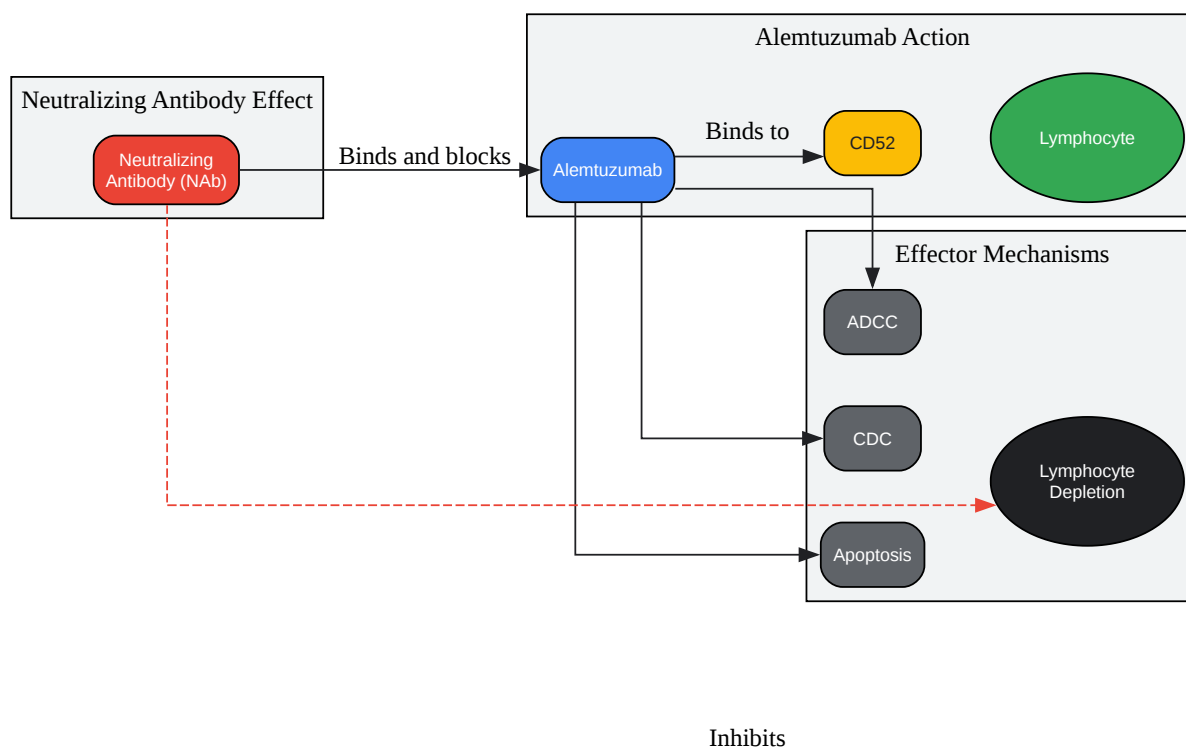 Alemtuzumab Action
Neutralizing Antibody Effect
Neutralizing
Antibody (NAb)
Binds and blocks
Alemtuzumab
Binds to
CD52
Lymphocyte
Effector Mechanisms
ADCC
CDC
Lymphocyte
Depletion
Apoptosis
Inhibits